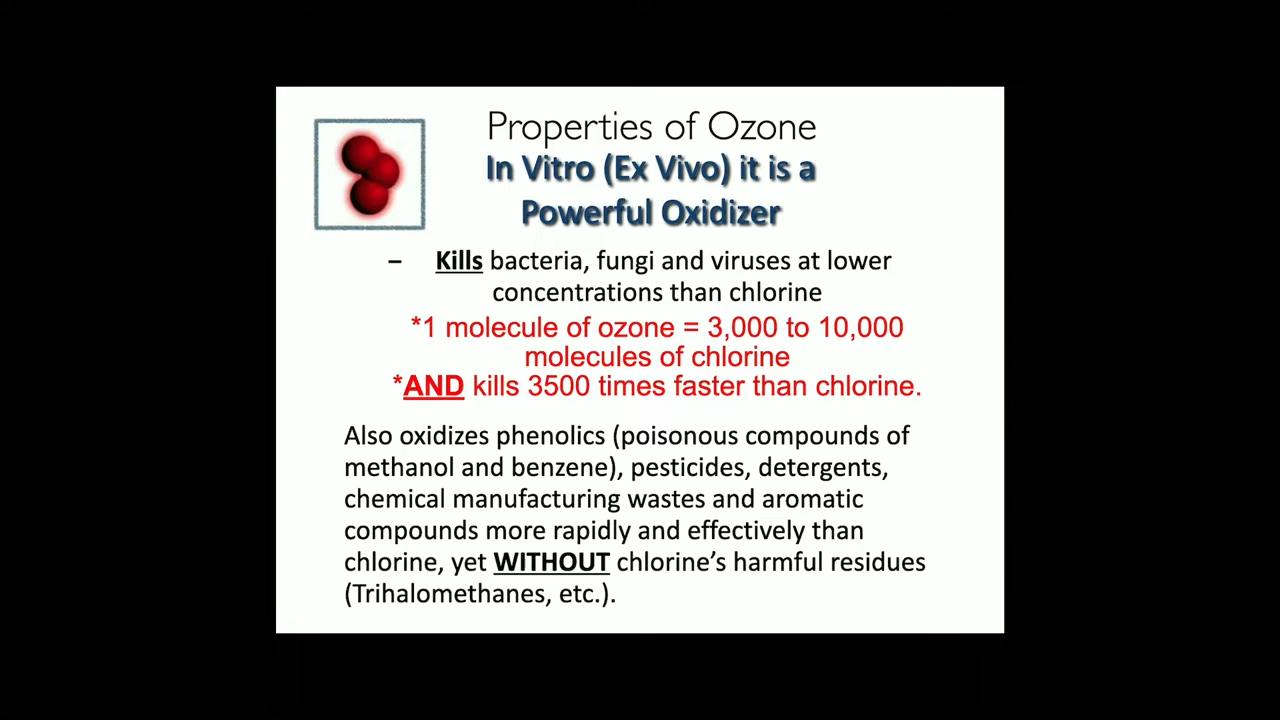 Properties of Ozone
In Vitro (Ex Vivo) it is a
Powerful Oxidizer
– Kills bacteria, fungi and viruses at lower
concentrations than chlorine
*1 molecule of ozone = 3,000 to 10,000
molecules of chlorine
*AND kills 3500 times faster than chlorine.
Also oxidizes phenolics (poisonous compounds of
methanol and benzene), pesticides, detergents,
chemical manufacturing wastes and aromatic
compounds more rapidly and effectively than
chlorine, yet WITHOUT chlorine’s harmful residues
(Trihalomethanes, etc.).